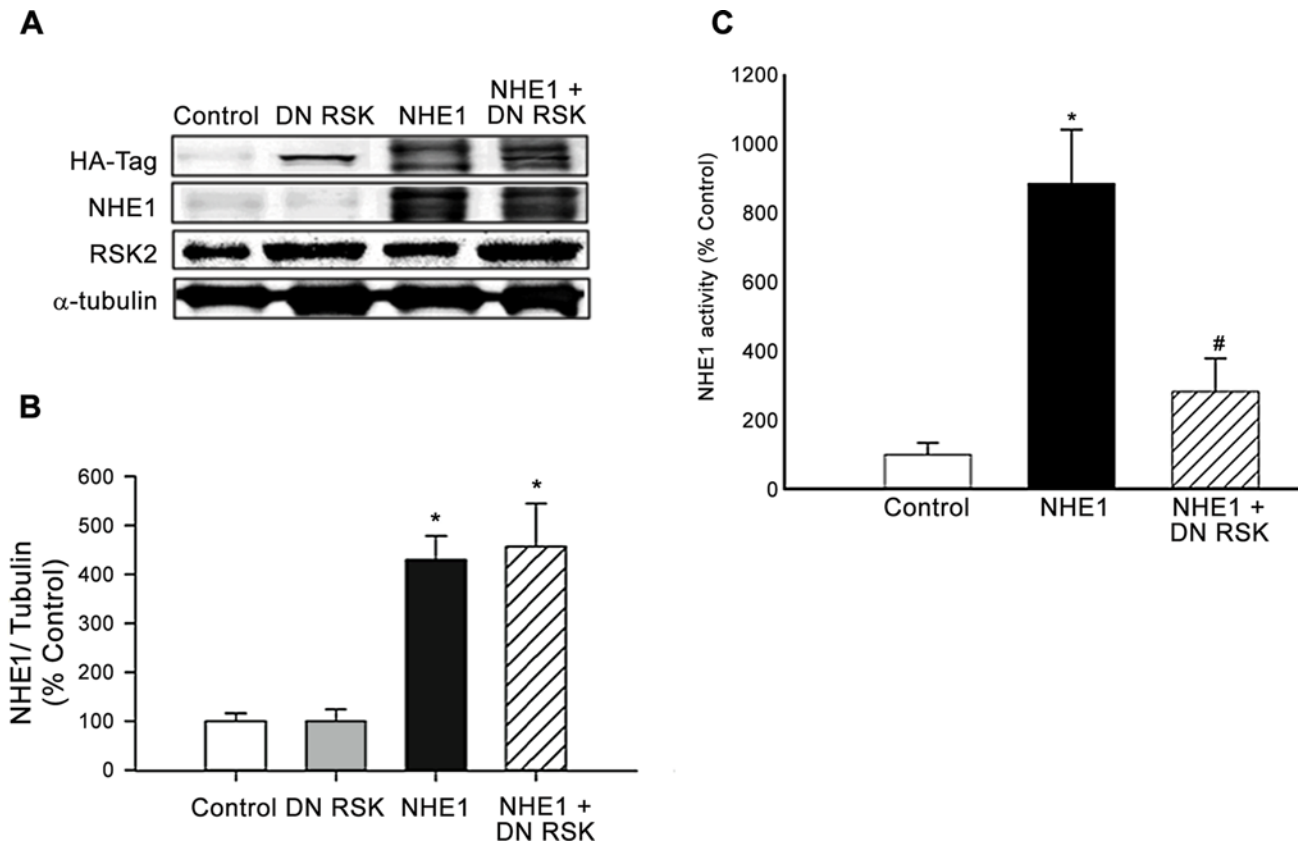 A
Control DN RSK NHE1 NHE1 +
DN RSK
HA-Tag
NHE1
RSK2
α-tubulin
B
NHE1/ Tubulin
(% Control)
600
500
400
300
200
100
0
*
*
Control DN RSK NHE1 NHE1 +
DN RSK
C
NHE1 activity (% Control)
1200
1000
800
600
400
200
0
*
#
Control NHE1 NHE1 +
DN RSK